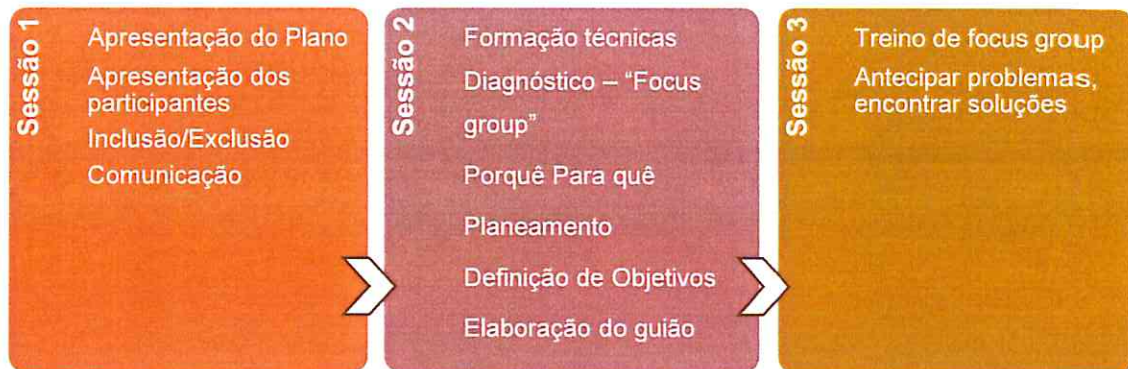 Sessão 1
Apresentação do Plano
Apresentação dos
participantes
Inclusão/Exclusão
Comunicação
Sessão 2
Formação técnicas
Diagnóstico – “Focus
group”
Porquê Para quê
Planeamento
Definição de Objetivos
Elaboração do guião
Sessão 3
Treino de focus group
Antecipar problemas,
encontrar soluções